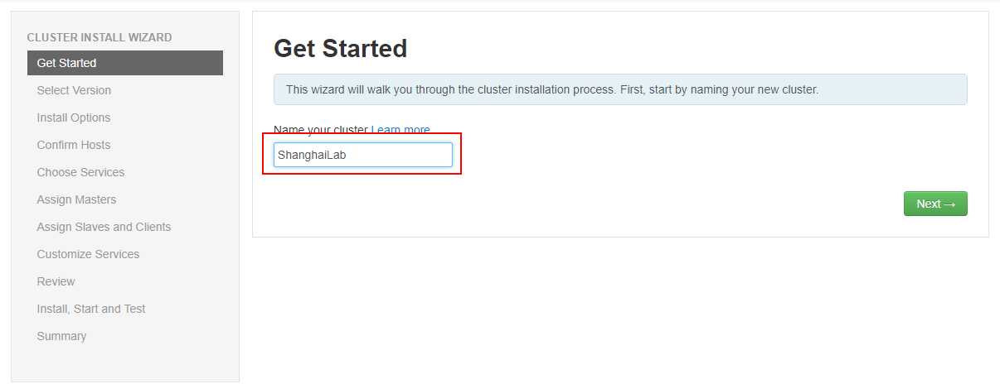 CLUSTER INSTALL WIZARD
Get Started
Select Version
Install Options
Confirm Hosts
Choose Services
Assign Masters
Assign Slaves and Clients
Customize Services
Review
Install, Start and Test
Summary
Get Started
This wizard will walk you through the cluster installation process. First, start by naming your new cluster.
Name your cluster Learn more
ShanghaiLab
Next →